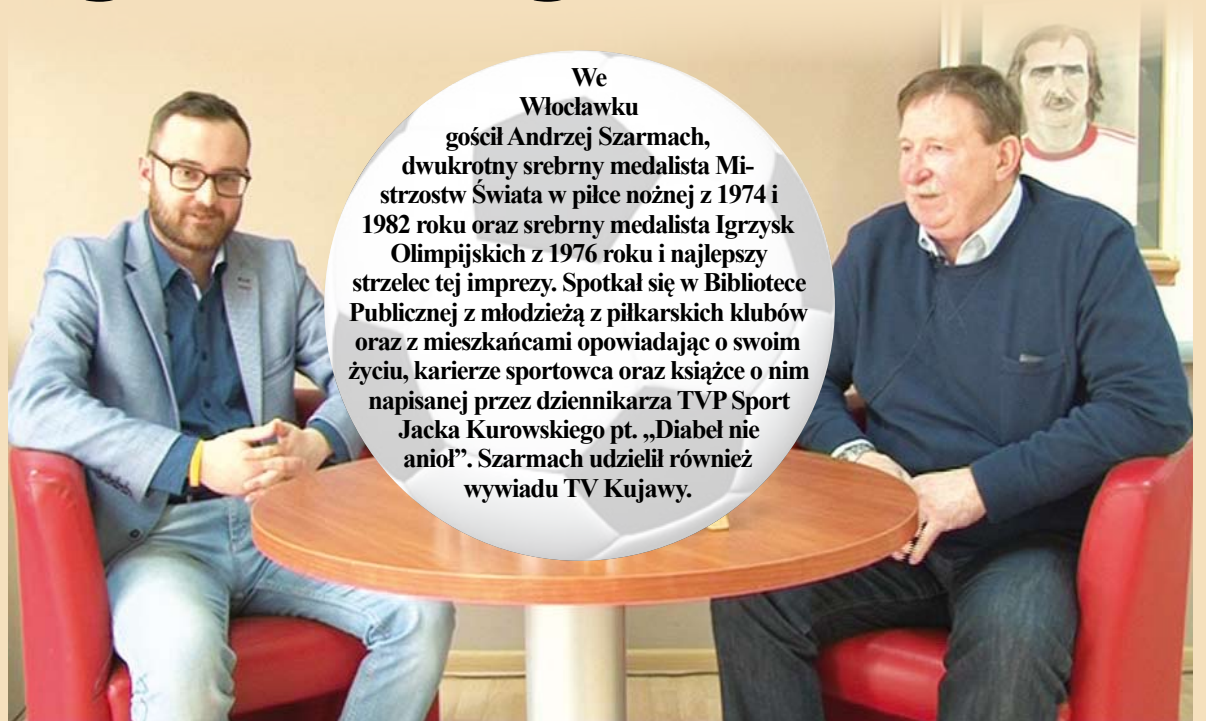 We
Włocławku
gościł Andrzej Szarmach,
dwukrotny srebrny medalista Mi-
strzostw Świata w piłce nożnej z 1974 i
1982 roku oraz srebrny medalista Igrzysk
Olimpijskich z 1976 roku i najlepszy
strzelec tej imprezy. Spotkał się w Bibliotece
Publicznej z młodzieżą z piłkarskich klubów
oraz z mieszkańcami opowiadając o swoim
życiu, karierze sportowca oraz książce o nim
napisanej przez dziennikarza TVP Sport
Jacka Kurowskiego pt. „Diabeł nie
anioł”. Szarmach udzielił również
wywiadu TV Kujawy.